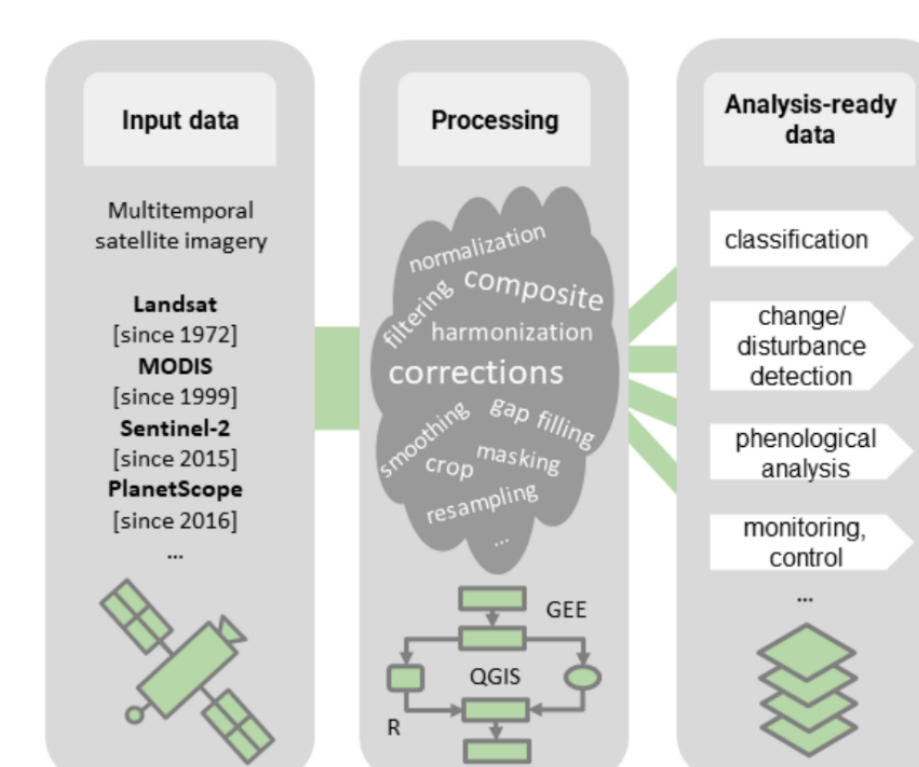 Input data
Multitemporal
satellite imagery
Landsat
[since 1972]
MODIS
[since 1999]
Sentinel-2
[since 2015]
PlanetScope
[since 2016]
...
Processing
normalization
composite
filtering
harmonization
corrections
smoothing
gap filling
crop
masking
resampling
...
GEE
QGIS
R
Analysis-ready
data
classification
change/
disturbance
detection
phenological
analysis
monitoring,
control
...